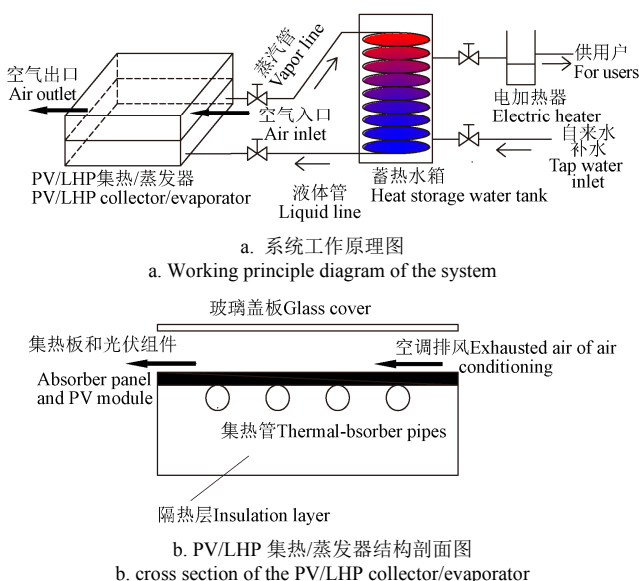 蒸汽管
Vapor line
空气出口
Air outlet
空气入口
Air inlet
供用户
For users
电加热器
Electric heater
自来水
补水
Tap water
inlet
PV/LHP集热/蒸发器
PV/LHP collector/evaporator
液体管
Liquid line
蓄热水箱
Heat storage water tank
a. 系统工作原理图
a. Working principle diagram of the system
玻璃盖板Glass cover
集热板和光伏组件
Absorber panel
and PV module
空调排风Exhausted air of air
conditioning
集热管Thermal-bsorber pipes
隔热层Insulation layer
b. PV/LHP 集热/蒸发器结构剖面图
b. cross section of the PV/LHP collector/evaporator